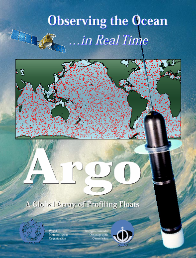 Observing the Ocean
...in Real Time
Argo
A Global Array of Profiling Floats